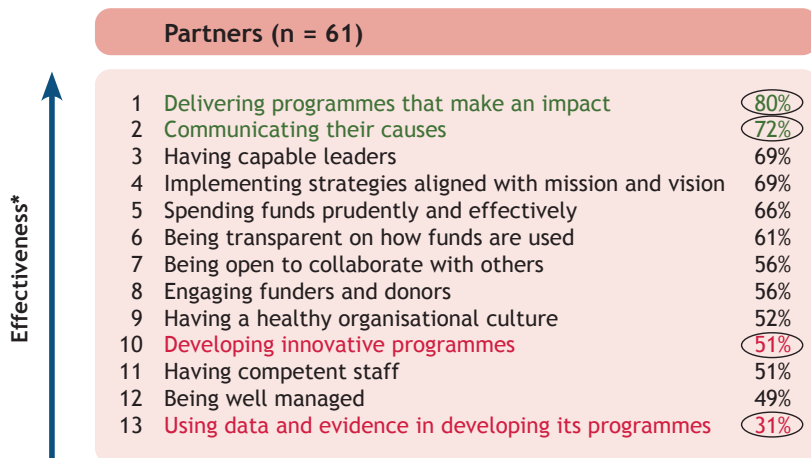 Partners (n = 61)
Effectiveness*
1 Delivering programmes that make an impact 80%
2 Communicating their causes 72%
3 Having capable leaders 69%
4 Implementing strategies aligned with mission and vision 69%
5 Spending funds prudently and effectively 66%
6 Being transparent on how funds are used 61%
7 Being open to collaborate with others 56%
8 Engaging funders and donors 56%
9 Having a healthy organisational culture 52%
10 Developing innovative programmes 51%
11 Having competent staff 51%
12 Being well managed 49%
13 Using data and evidence in developing its programmes 31%